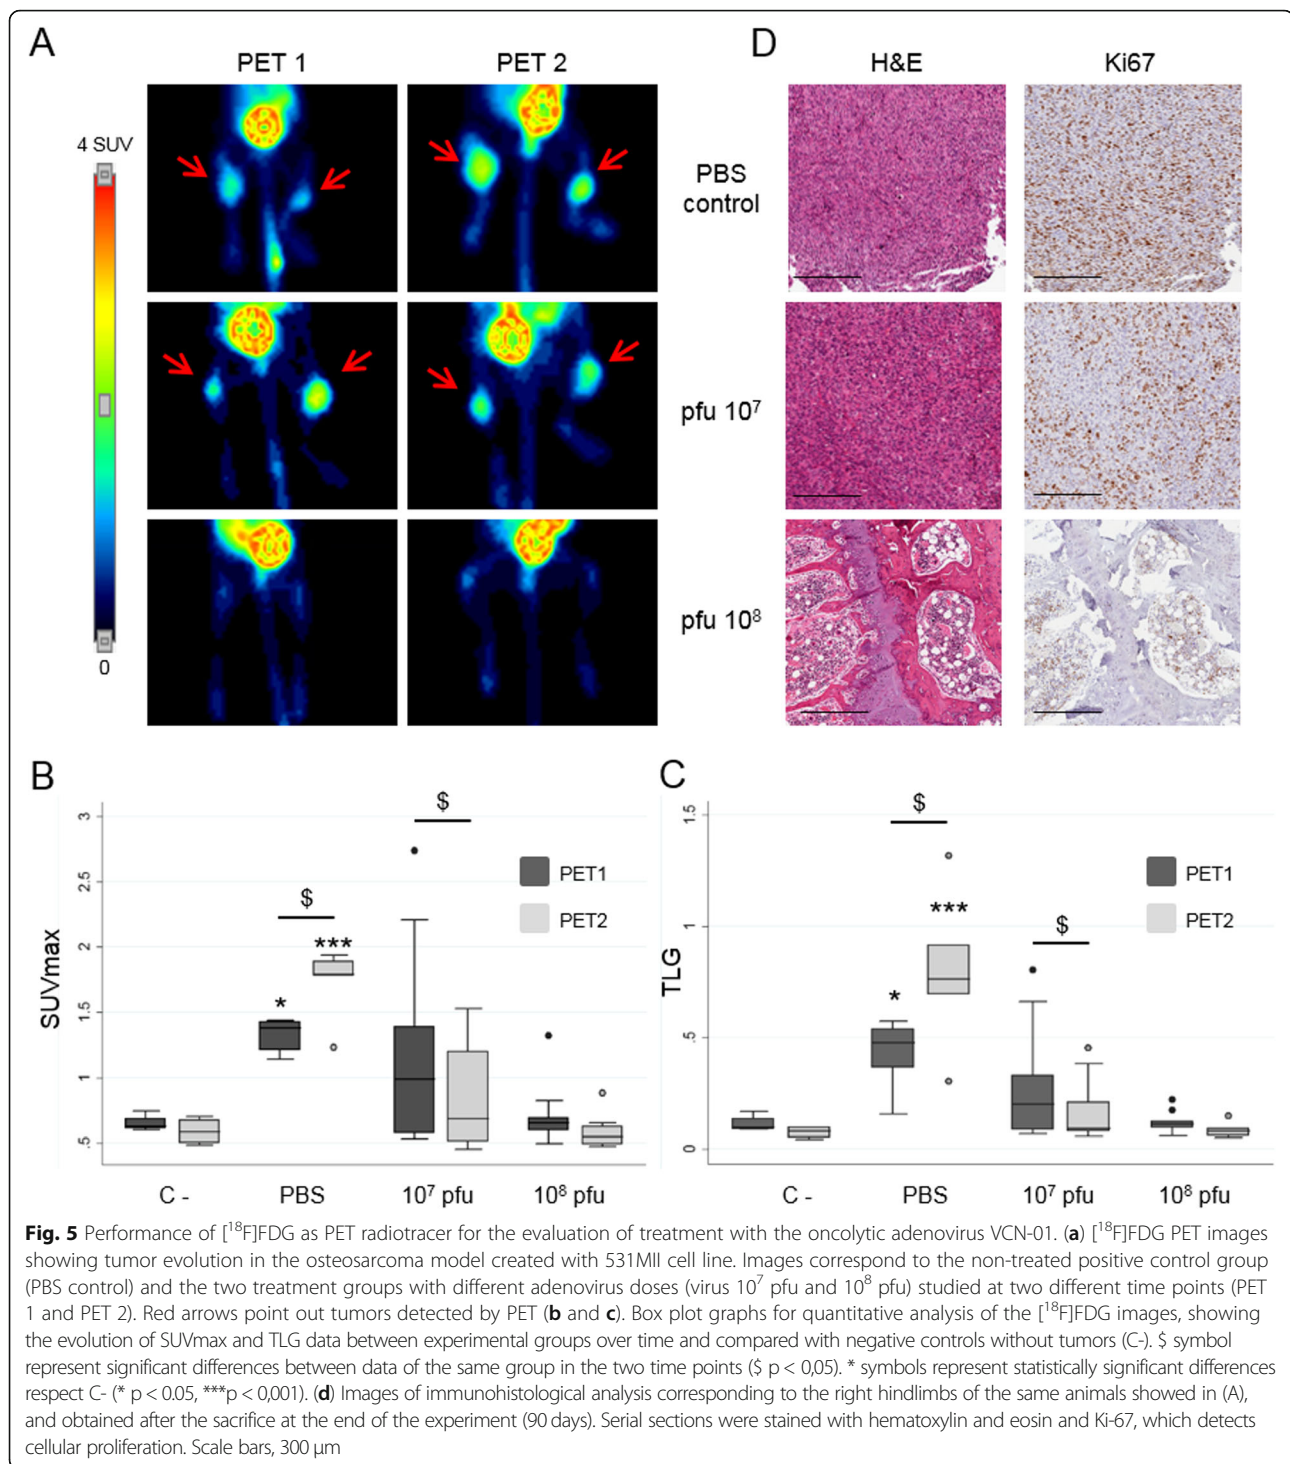 A
D
PET 1
PET 2
H&E
Ki67
4 SUV
0
PBS
control
pfu 10⁷
pfu 10⁸
B
C
SUVmax
3
2.5
2
1.5
1
.5
$
$
*
***
PET1
PET2
C -
PBS
10⁷ pfu
10⁸ pfu
TLG
1.5
1
.5
0
$
$
*
***
PET1
PET2
C -
PBS
10⁷ pfu
10⁸ pfu
Fig. 5 Performance of [¹⁸F]FDG as PET radiotracer for the evaluation of treatment with the oncolytic adenovirus VCN-01. (a) [¹⁸F]FDG PET images
showing tumor evolution in the osteosarcoma model created with 531MII cell line. Images correspond to the non-treated positive control group
(PBS control) and the two treatment groups with different adenovirus doses (virus 10⁷ pfu and 10⁸ pfu) studied at two different time points (PET
1 and PET 2). Red arrows point out tumors detected by PET (b and c). Box plot graphs for quantitative analysis of the [¹⁸F]FDG images, showing
the evolution of SUVmax and TLG data between experimental groups over time and compared with negative controls without tumors (C-). $ symbol
represent significant differences between data of the same group in the two time points ($ p < 0,05). * symbols represent statistically significant differences
respect C- (* p < 0.05, ***p < 0,001). (d) Images of immunohistological analysis corresponding to the right hindlimbs of the same animals showed in (A),
and obtained after the sacrifice at the end of the experiment (90 days). Serial sections were stained with hematoxylin and eosin and Ki-67, which detects
cellular proliferation. Scale bars, 300 μm